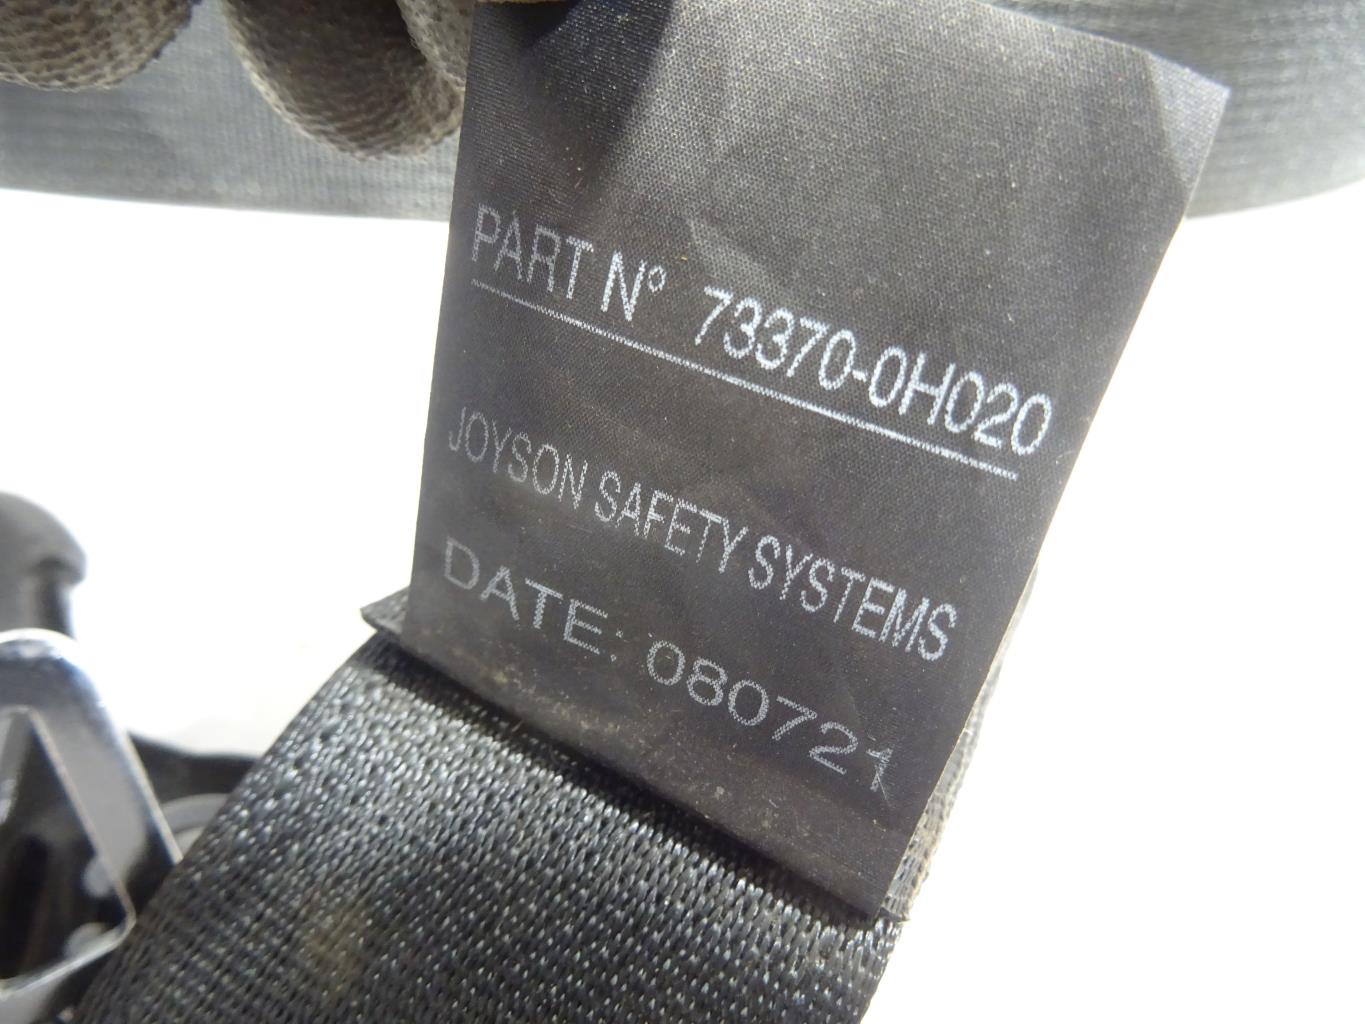 PART N° 73370-0H020
JOYSON SAFETY SYSTEMS
DATE: 080721